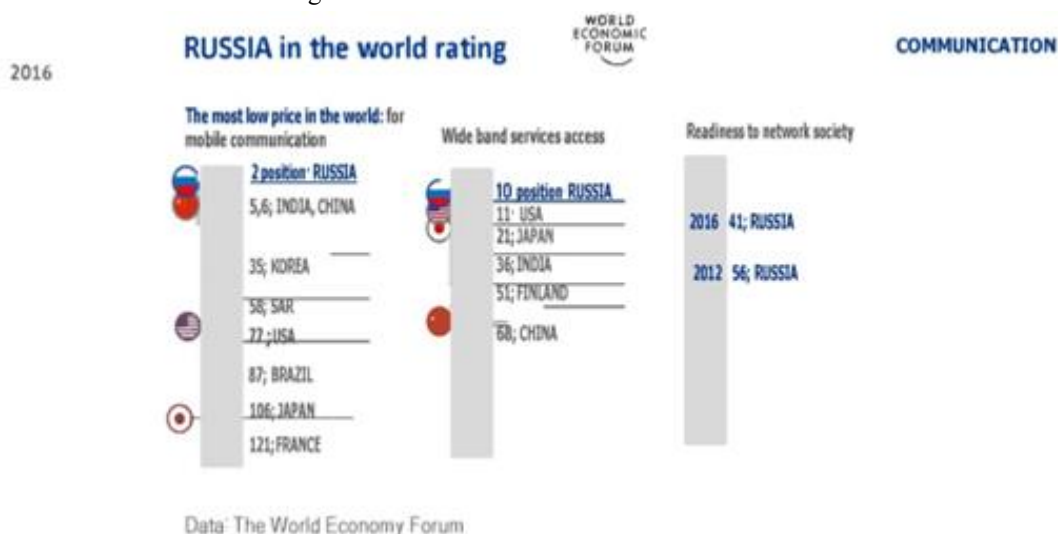 WORLD
ECONOMIC
FORUM
RUSSIA in the world rating
COMMUNICATION
2016
The most low price in the world: for
mobile communication
2 position· RUSSIA
5,6; INDIA, CHINA
35; KOREA
58; SAR
77 ;USA
87; BRAZIL
106; JAPAN
121; FRANCE
Wide band services access
10 position RUSSIA
11· USA
21; JAPAN
36; INDIA
51; FINLAND
68; CHINA
Readiness to network society
2016 41; RUSSIA
2012 56; RUSSIA
Data· The World Economy Forum